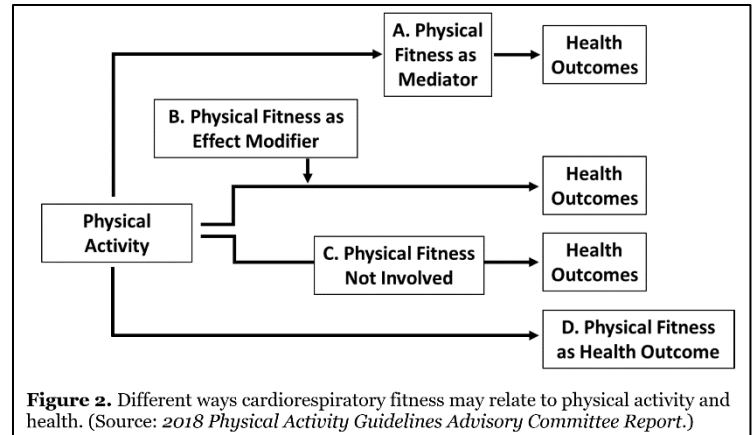 A. Physical
Fitness as
Mediator
Health
Outcomes
B. Physical Fitness as
Effect Modifier
Health
Outcomes
Physical
Activity
C. Physical Fitness
Not Involved
Health
Outcomes
D. Physical Fitness
as Health Outcome
Figure 2. Different ways cardiorespiratory fitness may relate to physical activity and
health. (Source: 2018 Physical Activity Guidelines Advisory Committee Report.)